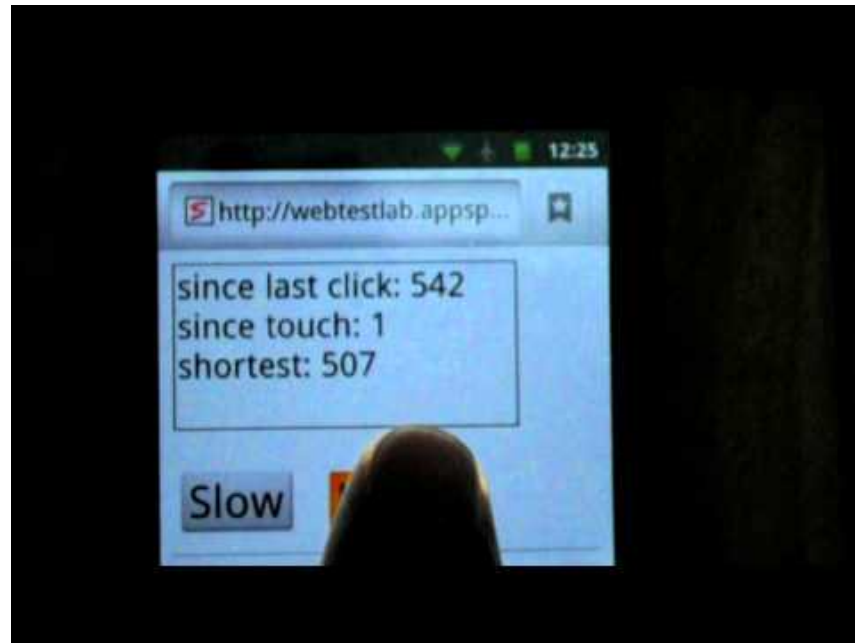 12:25
http://webtestlab.appsp...
since last click: 542
since touch: 1
shortest: 507
Slow